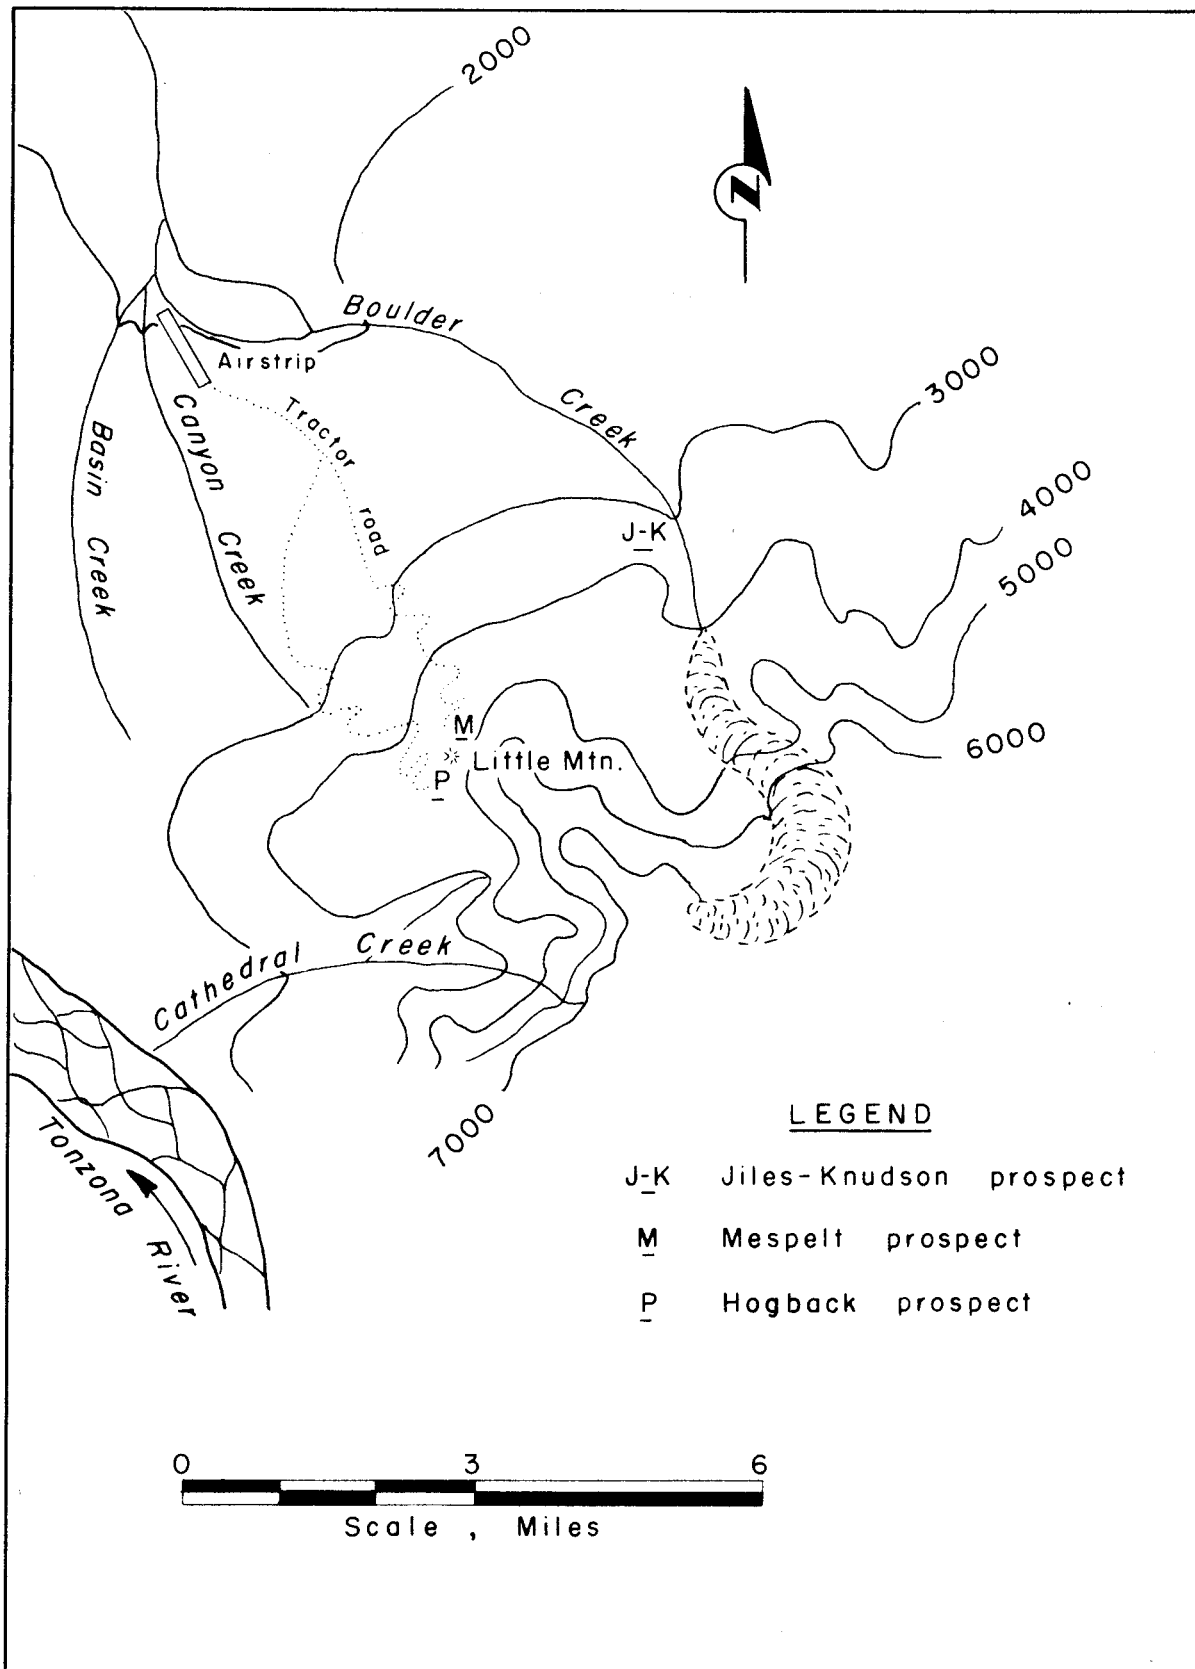 2000
N
Boulder
Creek
Airstrip
3000
Tractor
road
Canyon
Creek
Basin Creek
4000
J-K
5000
M
Little Mtn.
6000
P
Cathedral Creek
7000
Tonzona
River
LEGEND
J-K Jiles-Knudson prospect
M Mespelt prospect
P Hogback prospect
0 3 6
Scale , Miles